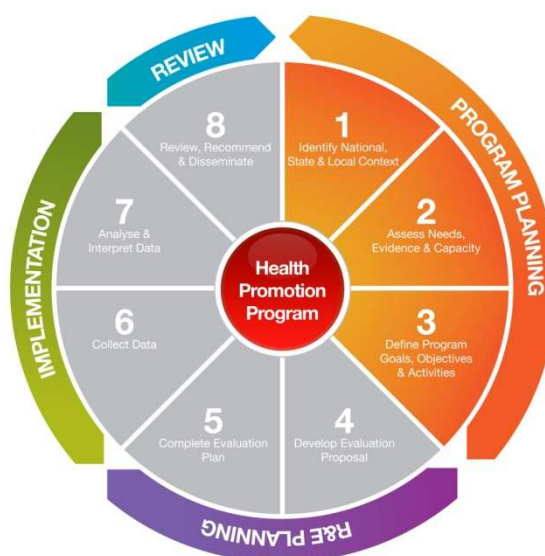 REVIEW
PROGRAM PLANNING
IMPLEMENTATION
R&E PLANNING
8
Review, Recommend
& Disseminate
1
Identify National,
State & Local Context
7
Analyse &
Interpret Data
2
Assess Needs,
Evidence & Capacity
Health
Promotion
Program
6
Collect Data
3
Define Program
Goals, Objectives
& Activities
5
Complete Evaluation
Plan
4
Develop Evaluation
Proposal